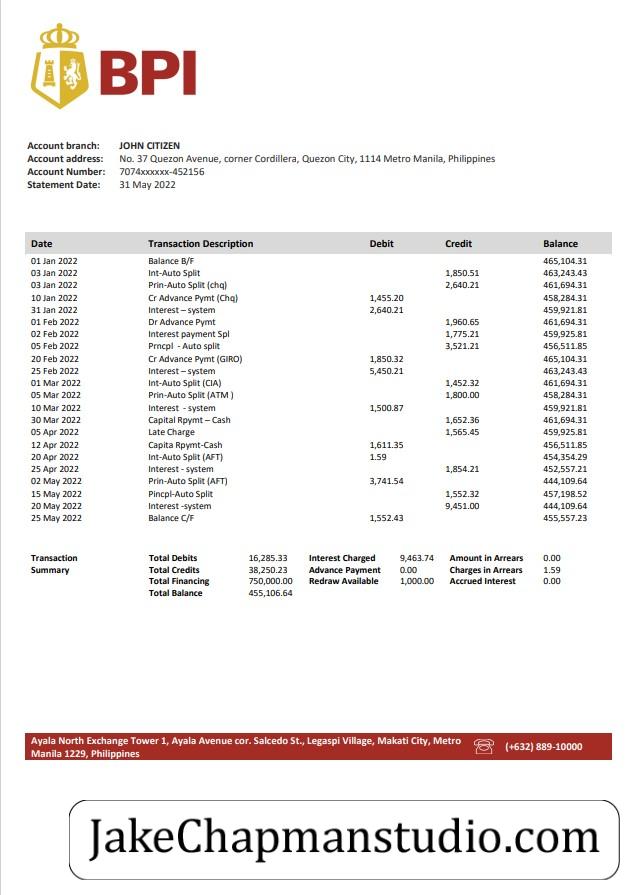 BPI
Account branch: JOHN CITIZEN
Account address: No. 37 Quezon Avenue, corner Cordillera, Quezon City, 1114 Metro Manila, Philippines
Account Number: 7074xxxxxx-452156
Statement Date: 31 May 2022
Date Transaction Description Debit Credit Balance
01 Jan 2022 Balance B/F 465,104.31
03 Jan 2022 Int-Auto Split 1,850.51 463,243.43
03 Jan 2022 Prin-Auto Split (chq) 2,640.21 461,694.31
10 Jan 2022 Cr Advance Pymt (Chq) 1,455.20 458,284.31
31 Jan 2022 Interest – system 2,640.21 459,921.81
01 Feb 2022 Dr Advance Pymt 1,960.65 461,694.31
02 Feb 2022 Interest payment Spl 1,775.21 459,925.81
05 Feb 2022 Prncpl - Auto split 3,521.21 456,511.85
20 Feb 2022 Cr Advance Pymt (GIRO) 1,850.32 465,104.31
25 Feb 2022 Interest – system 5,450.21 463,243.43
01 Mar 2022 Int-Auto Split (CIA) 1,452.32 461,694.31
05 Mar 2022 Prin-Auto Split (ATM ) 1,800.00 458,284.31
10 Mar 2022 Interest - system 1,500.87 459,921.81
30 Mar 2022 Capital Rpymt – Cash 1,652.36 461,694.31
05 Apr 2022 Late Charge 1,565.45 459,925.81
12 Apr 2022 Capita Rpymt-Cash 1,611.35 456,511.85
20 Apr 2022 Int-Auto Split (AFT) 1.59 454,354.29
25 Apr 2022 Interest - system 1,854.21 452,557.21
02 May 2022 Prin-Auto Split (AFT) 3,741.54 444,109.64
15 May 2022 Pincpl-Auto Split 1,552.32 457,198.52
20 May 2022 Interest -system 9,451.00 444,109.64
25 May 2022 Balance C/F 1,552.43 455,557.23
Transaction Total Debits 16,285.33 Interest Charged 9,463.74 Amount in Arrears 0.00
Summary Total Credits 38,250.23 Advance Payment 0.00 Charges in Arrears 1.59
Total Financing 750,000.00 Redraw Available 1,000.00 Accrued Interest 0.00
Total Balance 455,106.64
Ayala North Exchange Tower 1, Ayala Avenue cor. Salcedo St., Legaspi Village, Makati City, Metro
Manila 1229, Philippines
(+632) 889-10000
JakeChapmanstudio.com